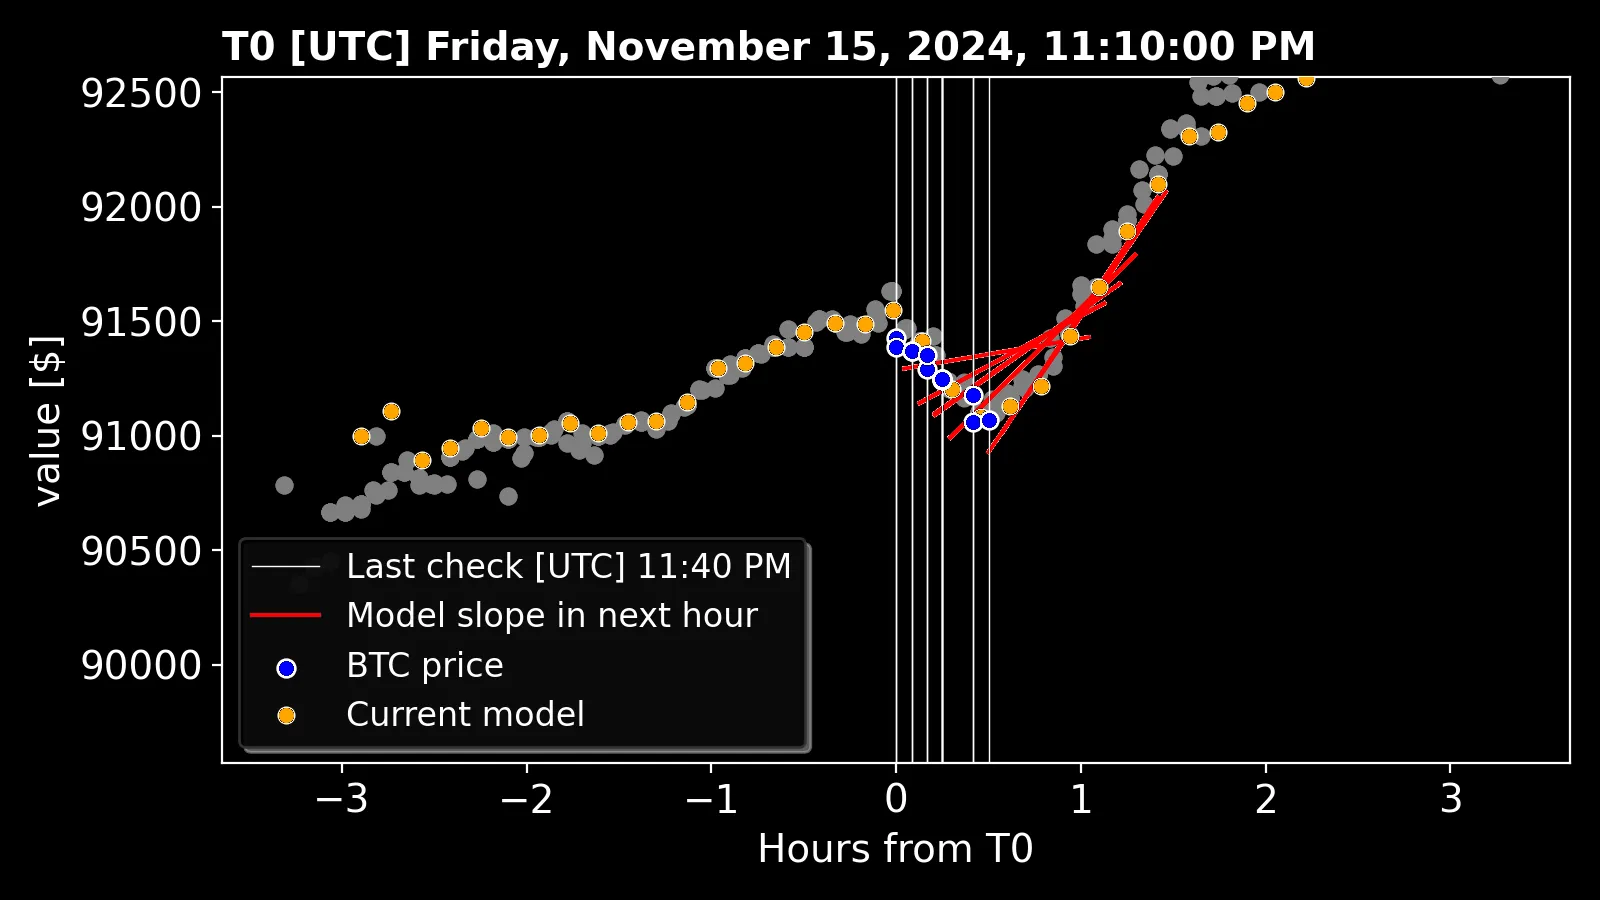 T0 [UTC] Friday, November 15, 2024, 11:10:00 PM
92500
92000
91500
91000
90500
90000
value [$]
Last check [UTC] 11:40 PM
Model slope in next hour
BTC price
Current model
−3 −2 −1 0 1 2 3
Hours from T0